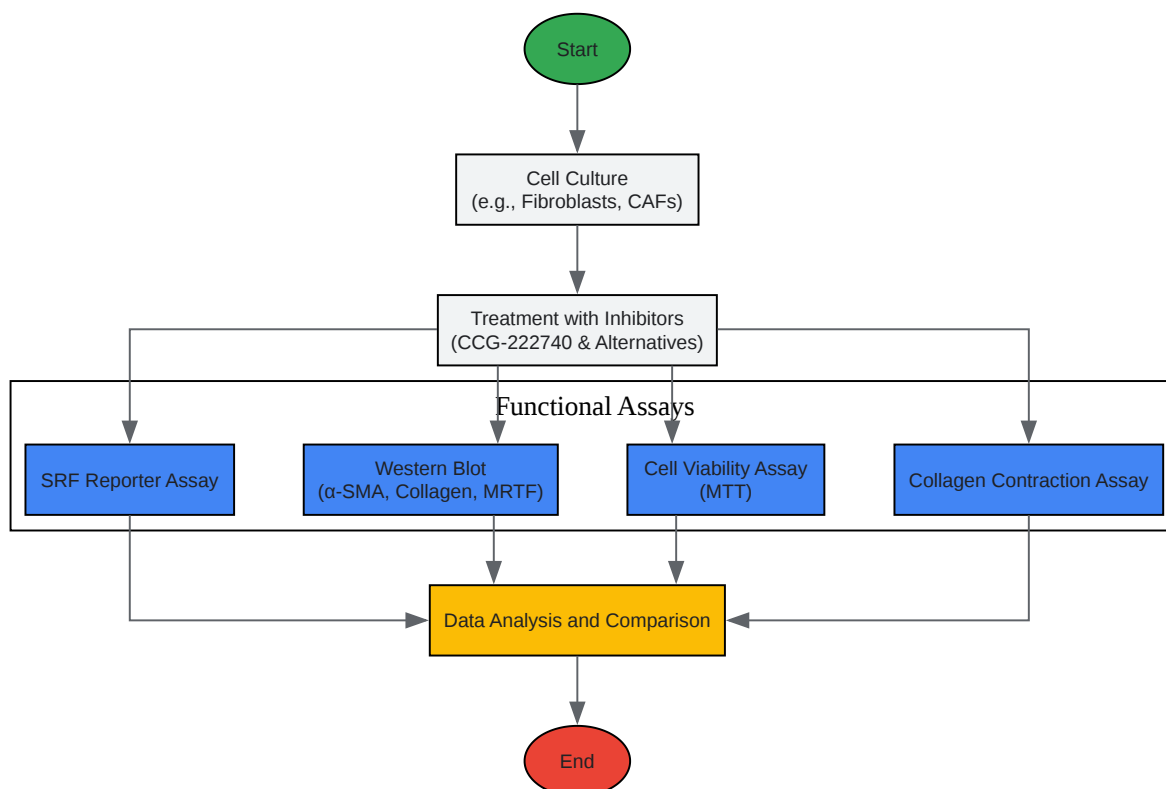 Start
Cell Culture
(e.g., Fibroblasts, CAFs)
Treatment with Inhibitors
(CCG-222740 & Alternatives)
Functional Assays
SRF Reporter Assay
Western Blot
(α-SMA, Collagen, MRTF)
Cell Viability Assay
(MTT)
Collagen Contraction Assay
Data Analysis and Comparison
End